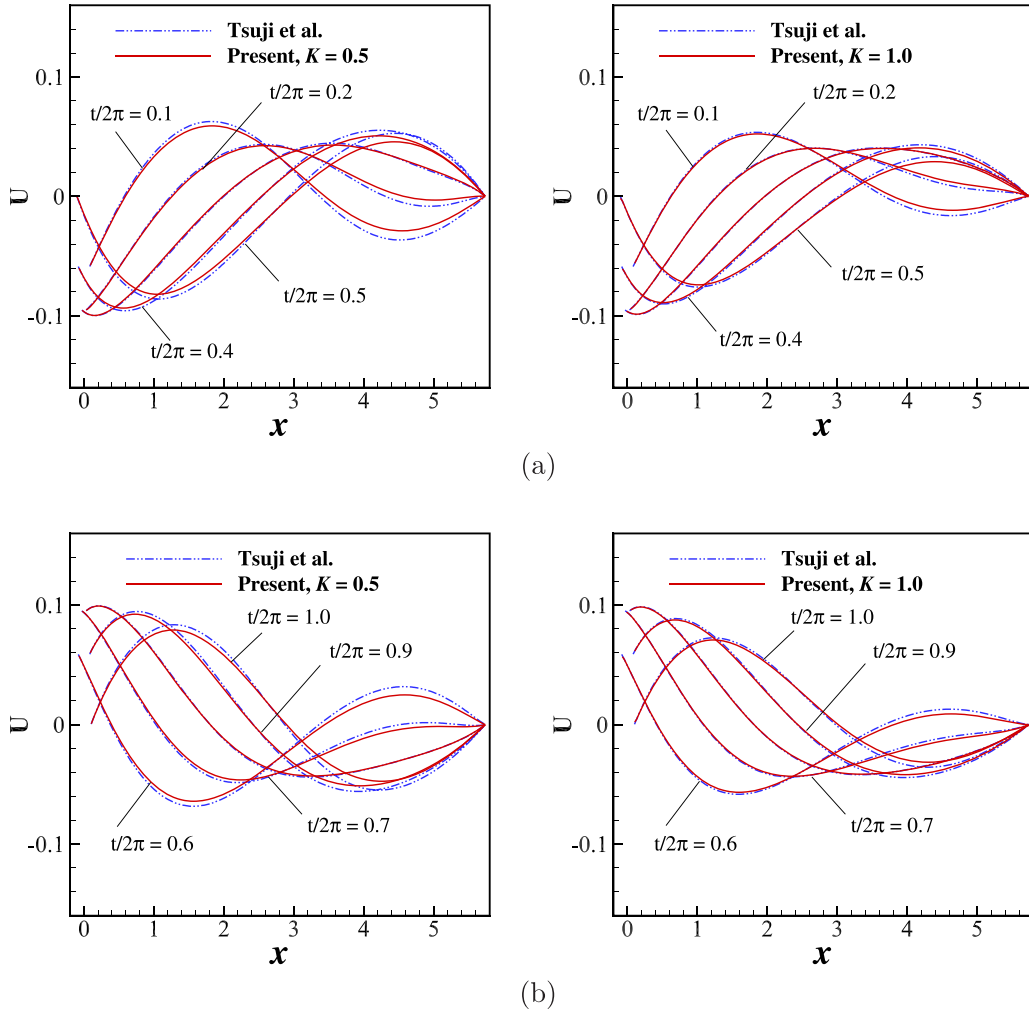 Tsuji et al.
Present, K = 0.5
t/2π = 0.1
t/2π = 0.2
t/2π = 0.5
t/2π = 0.4
0.1
0
-0.1
U
0 1 2 3 4 5
x
Tsuji et al.
Present, K = 1.0
t/2π = 0.1
t/2π = 0.2
t/2π = 0.5
t/2π = 0.4
0.1
0
-0.1
U
0 1 2 3 4 5
x
(a)
Tsuji et al.
Present, K = 0.5
t/2π = 1.0
t/2π = 0.9
t/2π = 0.7
t/2π = 0.6
0.1
0
-0.1
U
0 1 2 3 4 5
x
Tsuji et al.
Present, K = 1.0
t/2π = 1.0
t/2π = 0.9
t/2π = 0.7
t/2π = 0.6
0.1
0
-0.1
U
0 1 2 3 4 5
x
(b)